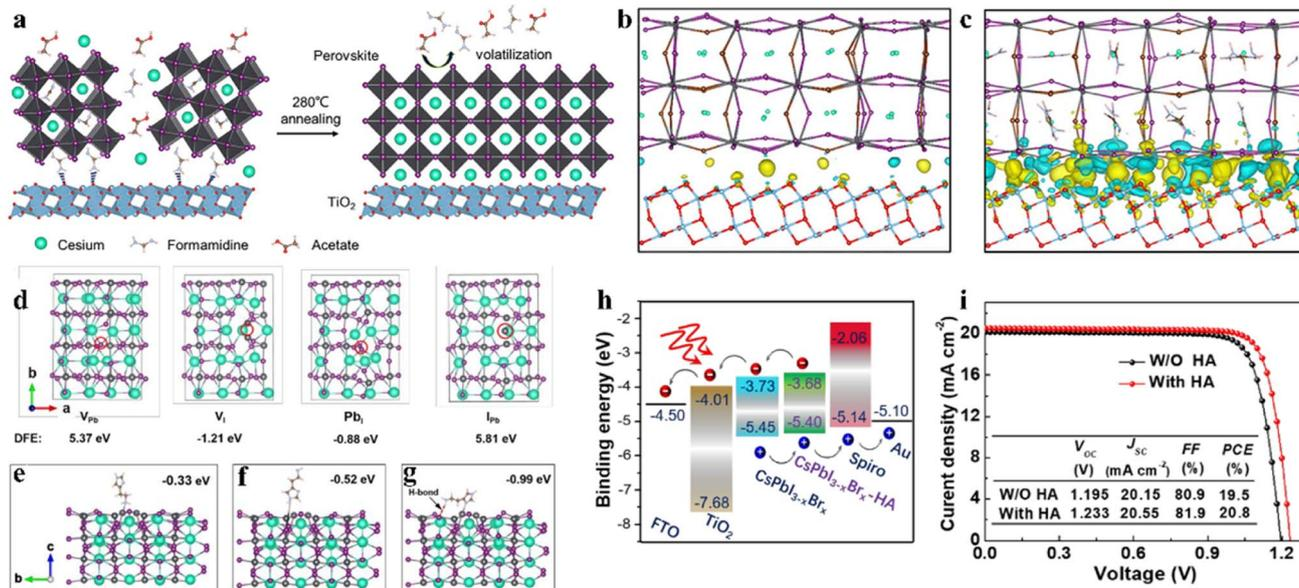 a
Perovskite
volatilization
280℃
annealing
TiO2
Cesium
Formamidine
Acetate
b
c
d
b
a
VPb
VI
PbI
IPb
DFE:
5.37 eV
-1.21 eV
-0.88 eV
5.81 eV
e
-0.33 eV
c
b
f
-0.52 eV
g
-0.99 eV
H-bond
h
Binding energy (eV)
-2
-3
-4
-5
-6
-7
-8
-4.50
-4.01
-7.68
-3.73
-5.45
-3.68
-5.40
-2.06
-5.14
-5.10
FTO
TiO2
CsPbI3-xBrx
CsPbI3-xBrx-HA
Spiro
Au
i
Current density (mA cm-2)
24
20
16
12
8
4
0
W/O HA
With HA
VOC JSC FF PCE
(V) (mA cm-2) (%) (%)
W/O HA 1.195 20.15 80.9 19.5
With HA 1.233 20.55 81.9 20.8
0.0 0.3 0.6 0.9 1.2
Voltage (V)